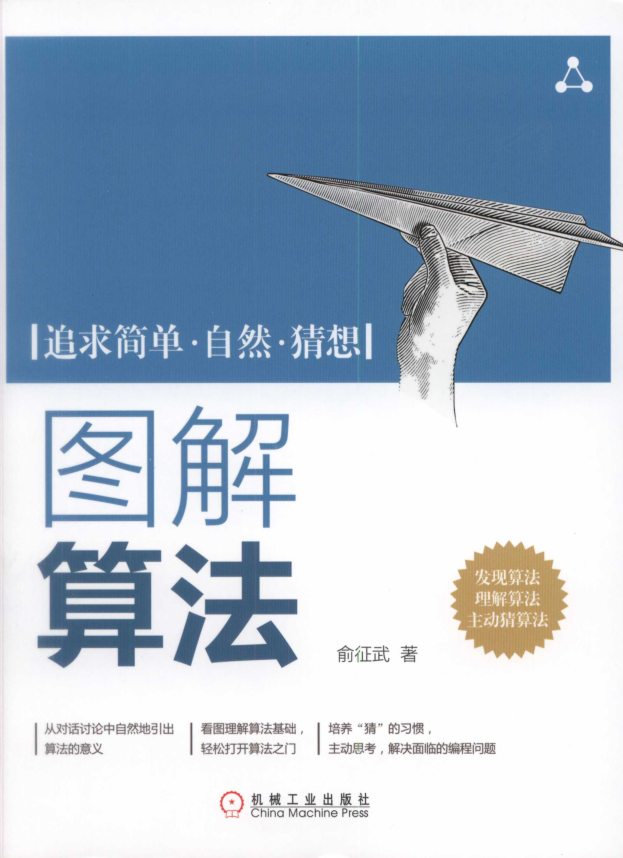 追求简单·自然·猜想
图解
算法
发现算法
理解算法
主动猜算法
俞征武 著
从对话讨论中自然地引出
算法的意义
看图理解算法基础，
轻松打开算法之门
培养“猜”的习惯，
主动思考，解决面临的编程问题
机械工业出版社
China Machine Press